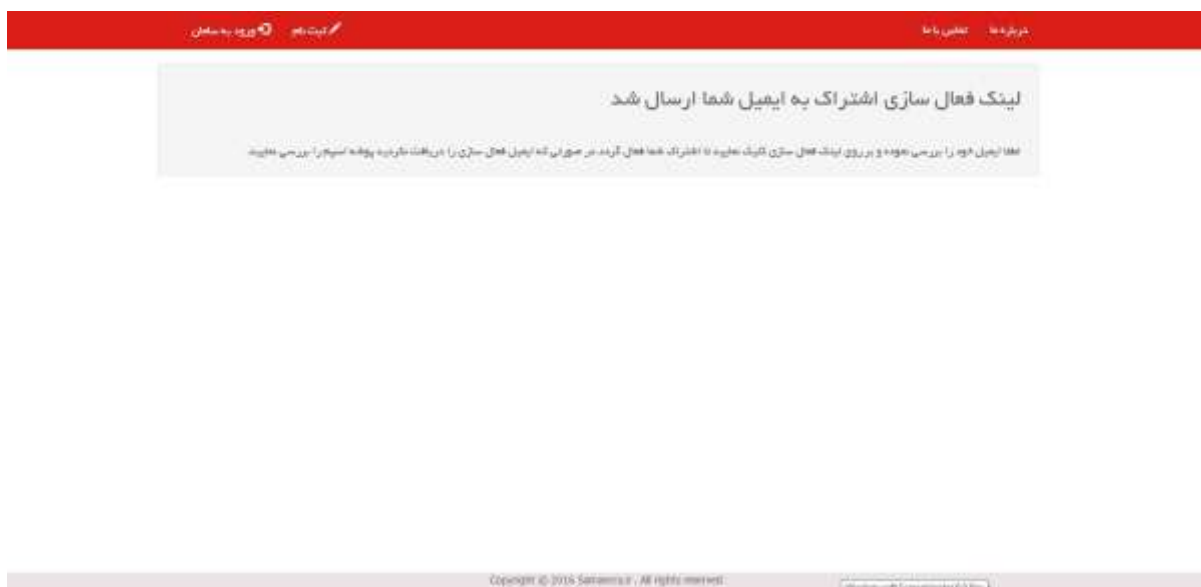 درباره ما تماس با ما ثبت نام ورود به سامان
لینک فعال سازی اشتراک به ایمیل شما ارسال شد
لطفا ایمیل خود را بررسی نموده و بر روی لینک فعال سازی کلیک نمایید تا اشتراک شما فعال گردد. در صورتی که ایمیل فعال سازی را دریافت نکردید پوشه اسپم را بررسی نمایید.
Copyright © 2016 All rights reserved